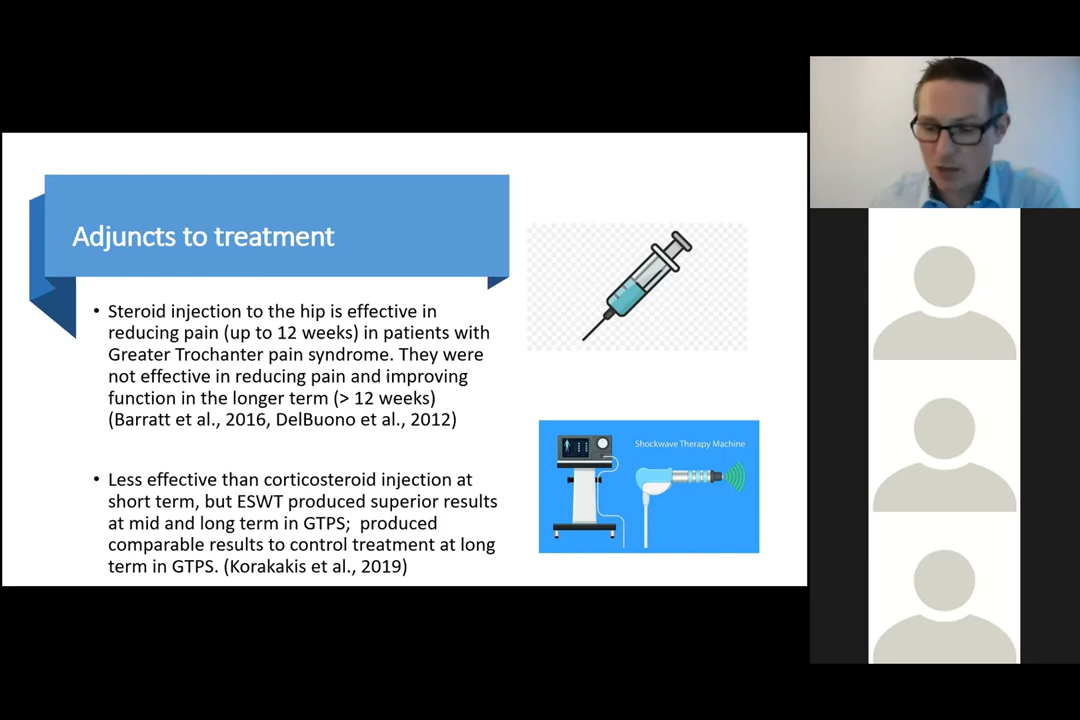 Adjuncts to treatment
• Steroid injection to the hip is effective in
reducing pain (up to 12 weeks) in patients with
Greater Trochanter pain syndrome. They were
not effective in reducing pain and improving
function in the longer term (> 12 weeks)
(Barratt et al., 2016, DelBuono et al., 2012)
Shockwave Therapy Machine
• Less effective than corticosteroid injection at
short term, but ESWT produced superior results
at mid and long term in GTPS; produced
comparable results to control treatment at long
term in GTPS. (Korakakis et al., 2019)